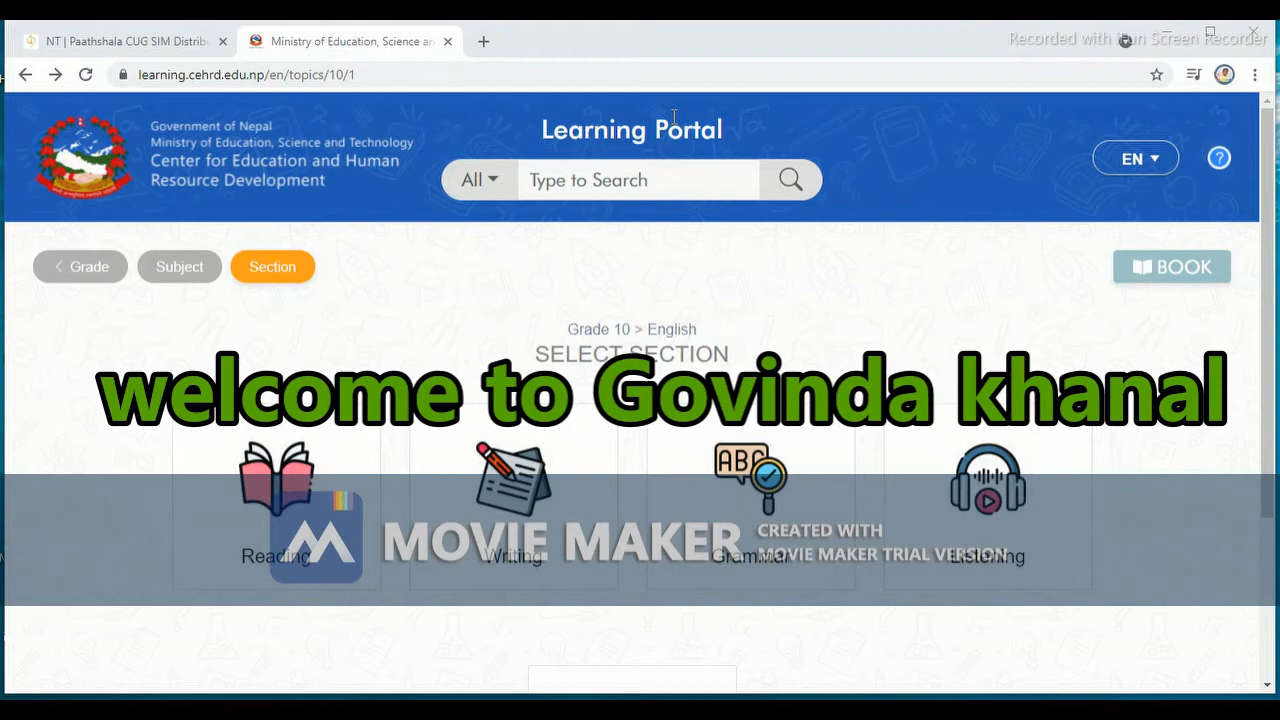 NT | Paathshala CUG SIM Distrib
Ministry of Education, Science an
Recorded with iFun Screen Recorder
learning.cehrd.edu.np/en/topics/10/1
Government of Nepal
Ministry of Education, Science and Technology
Center for Education and Human
Resource Development
Learning Portal
All
Type to Search
EN
?
Grade
Subject
Section
BOOK
Grade 10 > English
SELECT SECTION
welcome to Govinda khanal
ABC
MOVIE MAKER
CREATED WITH
MOVIE MAKER TRIAL VERSION
Reading
Writing
Grammar
Listening